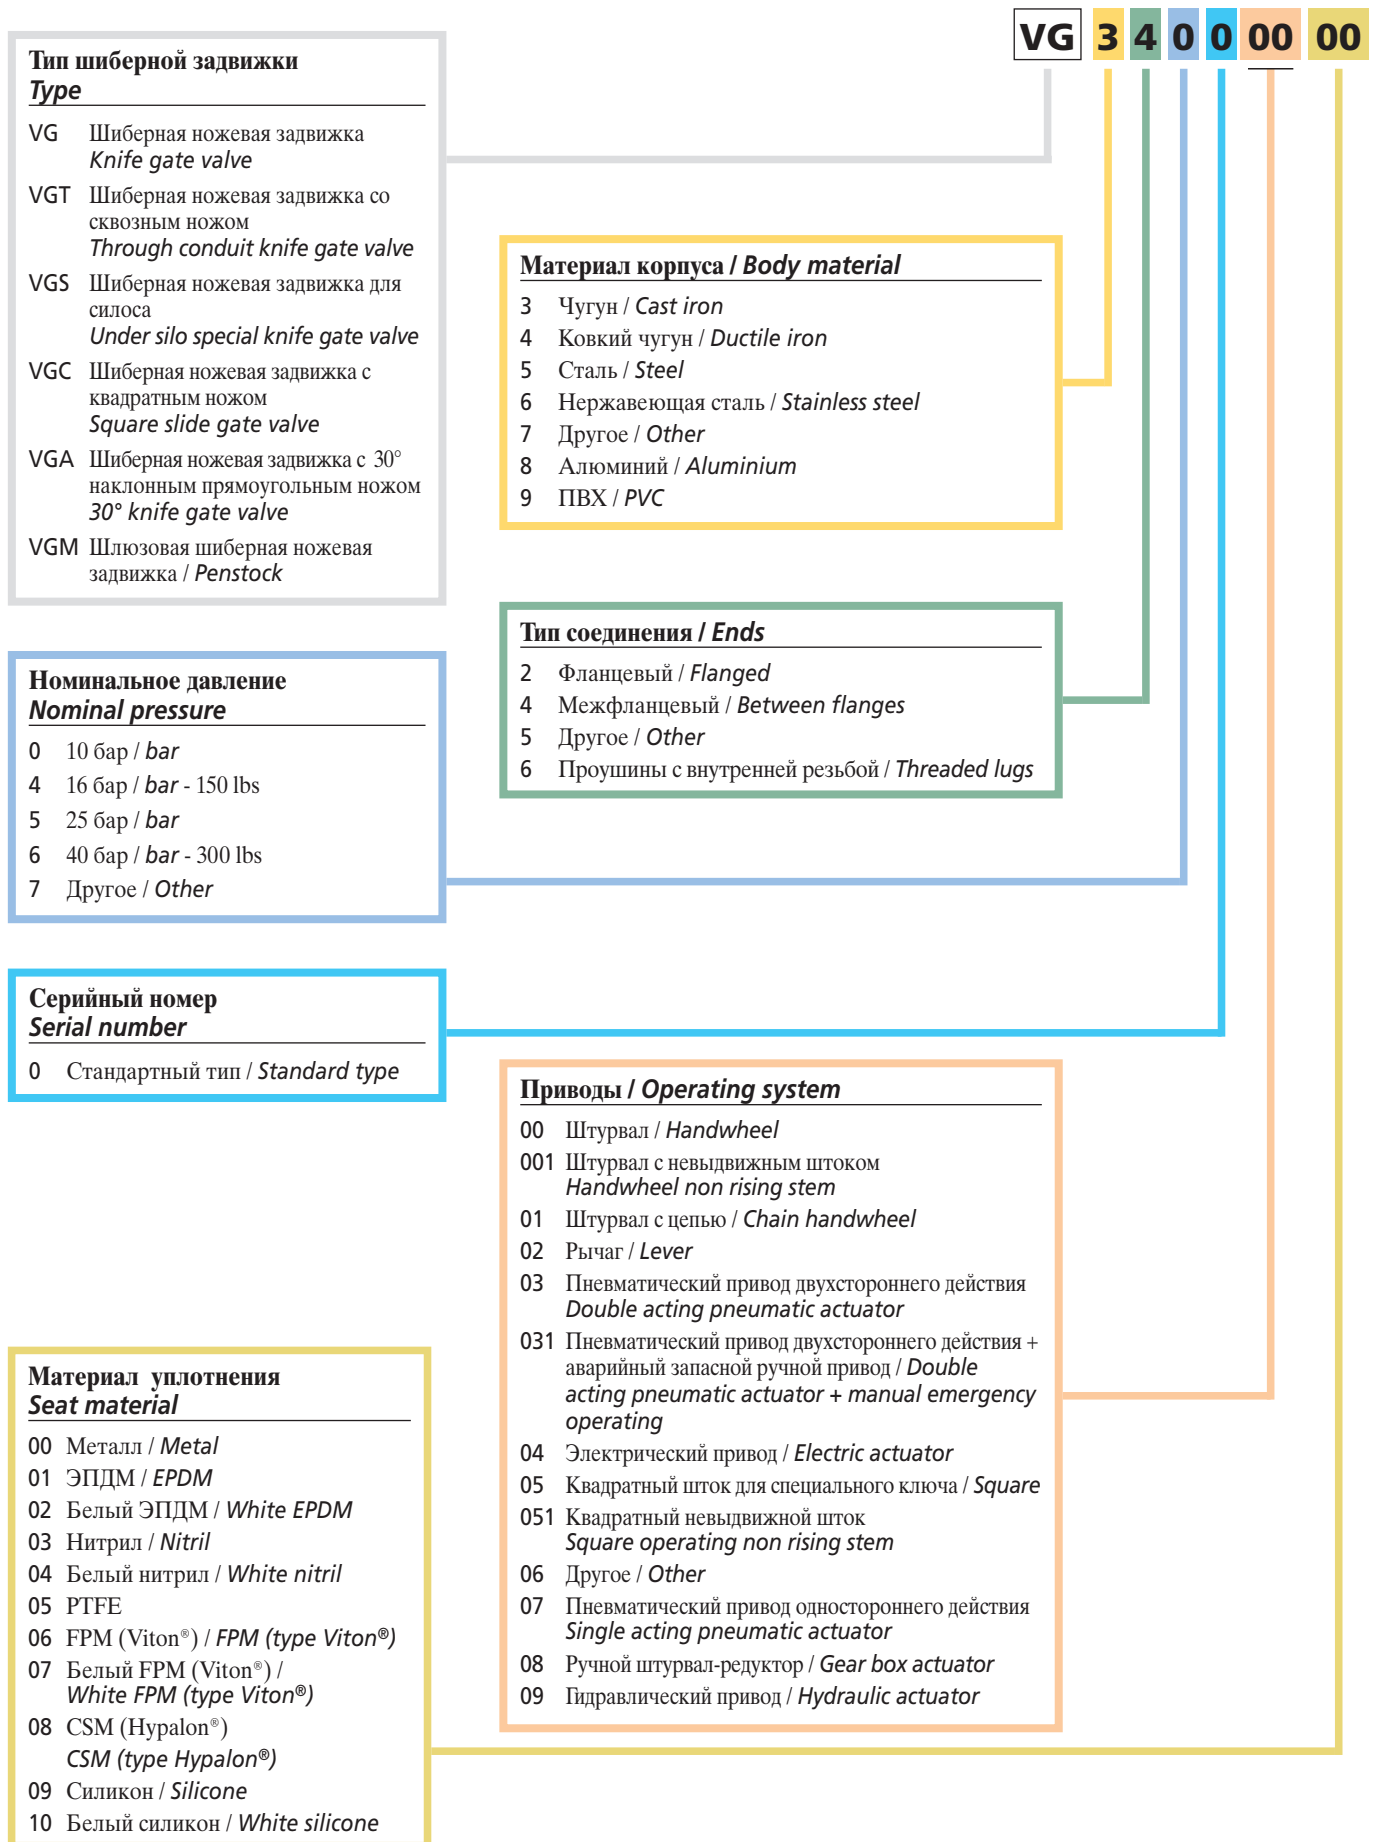 VG 3 4 0 0 00 00
Тип шиберной задвижки
Type
VG Шиберная ножевая задвижка
Knife gate valve
VGT Шиберная ножевая задвижка со
сквозным ножом
Through conduit knife gate valve
VGS Шиберная ножевая задвижка для
силоса
Under silo special knife gate valve
VGC Шиберная ножевая задвижка с
квадратным ножом
Square slide gate valve
VGA Шиберная ножевая задвижка с 30°
наклонным прямоугольным ножом
30° knife gate valve
VGM Шлюзовая шиберная ножевая
задвижка / Penstock
Материал корпуса / Body material
3 Чугун / Cast iron
4 Ковкий чугун / Ductile iron
5 Сталь / Steel
6 Нержавеющая сталь / Stainless steel
7 Другое / Other
8 Алюминий / Aluminium
9 ПВХ / PVC
Тип соединения / Ends
2 Фланцевый / Flanged
4 Межфланцевый / Between flanges
5 Другое / Other
6 Проушины с внутренней резьбой / Threaded lugs
Номинальное давление
Nominal pressure
0 10 бар / bar
4 16 бар / bar - 150 lbs
5 25 бар / bar
6 40 бар / bar - 300 lbs
7 Другое / Other
Серийный номер
Serial number
0 Стандартный тип / Standard type
Приводы / Operating system
00 Штурвал / Handwheel
001 Штурвал с невыдвижным штоком
Handwheel non rising stem
01 Штурвал с цепью / Chain handwheel
02 Рычаг / Lever
03 Пневматический привод двухстороннего действия
Double acting pneumatic actuator
031 Пневматический привод двухстороннего действия +
аварийный запасной ручной привод / Double
acting pneumatic actuator + manual emergency
operating
04 Электрический привод / Electric actuator
05 Квадратный шток для специального ключа / Square
051 Квадратный невыдвижной шток
Square operating non rising stem
06 Другое / Other
07 Пневматический привод одностороннего действия
Single acting pneumatic actuator
08 Ручной штурвал-редуктор / Gear box actuator
09 Гидравлический привод / Hydraulic actuator
Материал уплотнения
Seat material
00 Металл / Metal
01 ЭПДМ / EPDM
02 Белый ЭПДМ / White EPDM
03 Нитрил / Nitril
04 Белый нитрил / White nitril
05 PTFE
06 FPM (Viton®) / FPM (type Viton®)
07 Белый FPM (Viton®) /
White FPM (type Viton®)
08 CSM (Hypalon®)
CSM (type Hypalon®)
09 Силикон / Silicone
10 Белый силикон / White silicone